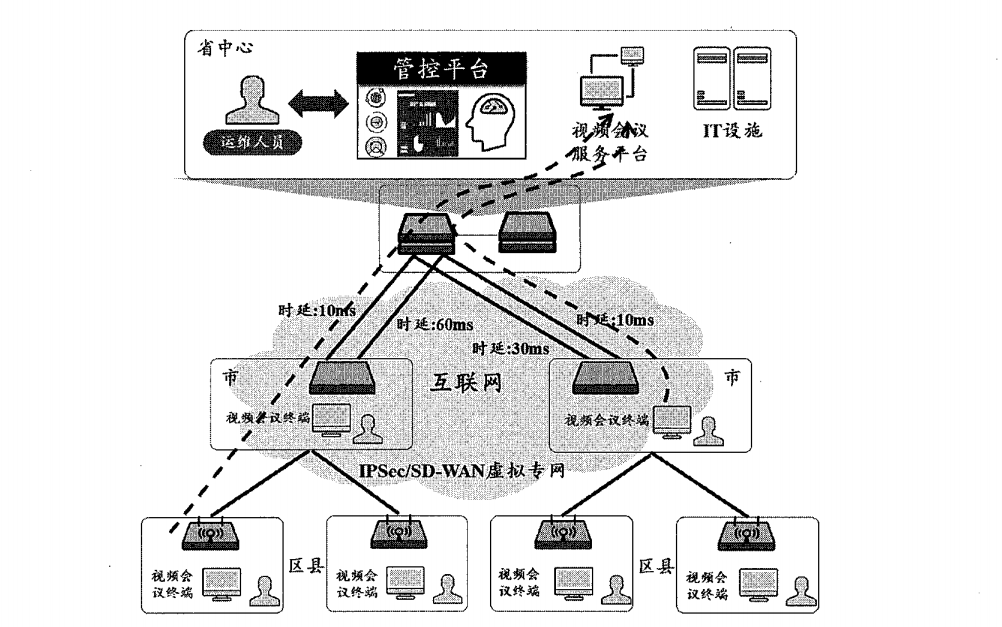 省中心
管控平台
运维人员
视频会议
服务平台
IT设施
时延:10ms
时延:60ms
时延:30ms
时延:10ms
市
互联网
市
视频会议终端
视频会议终端
IPSec/SD-WAN虚拟专网
区县
区县
视频会
议终端
视频会
议终端
视频会
议终端
视频会
议终端